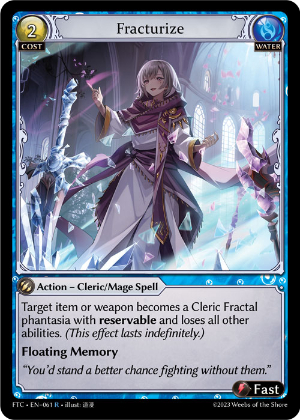 2
Fracturize
COST
WATER
Action – Cleric/Mage Spell
Target item or weapon becomes a Cleric Fractal
phantasia with reservable and loses all other
abilities. (This effect lasts indefinitely.)
Floating Memory
“You’d stand a better chance fighting without them.”
Fast
FTC • EN-061 R • illust:
©2023 Weebs of the Shore